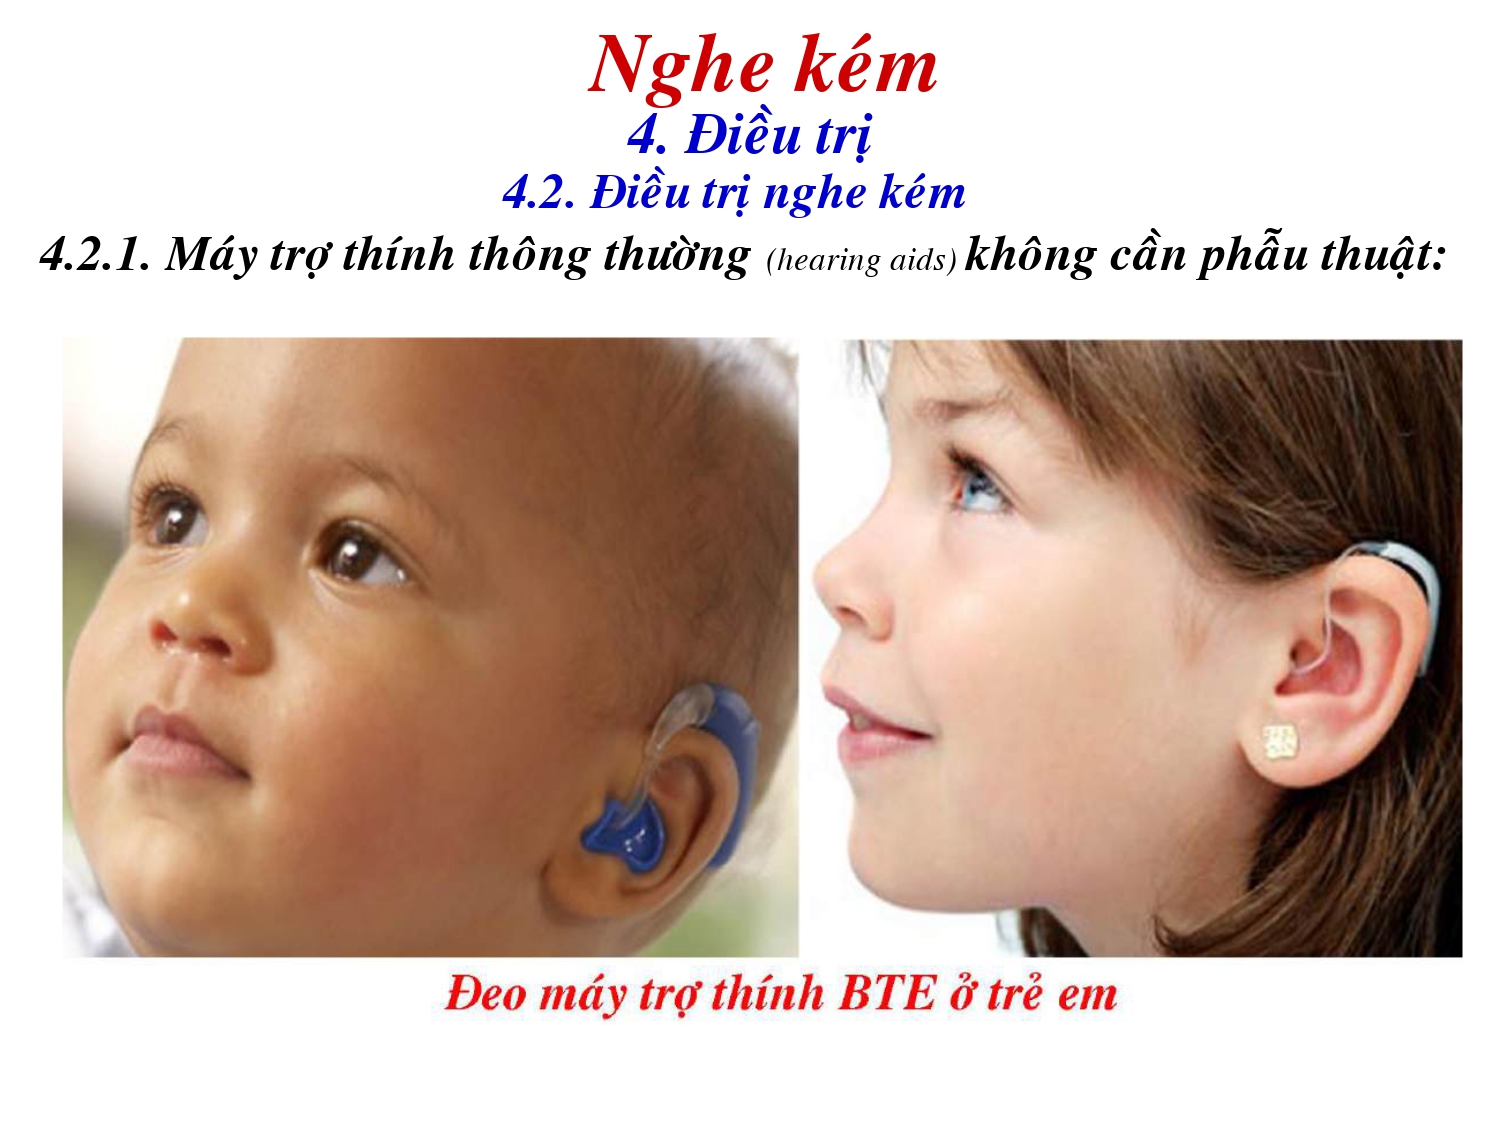 Nghe kém
4. Điều trị
4.2. Điều trị nghe kém
4.2.1. Máy trợ thính thông thường (hearing aids) không cần phẫu thuật:
Đeo máy trợ thính BTE ở trẻ em